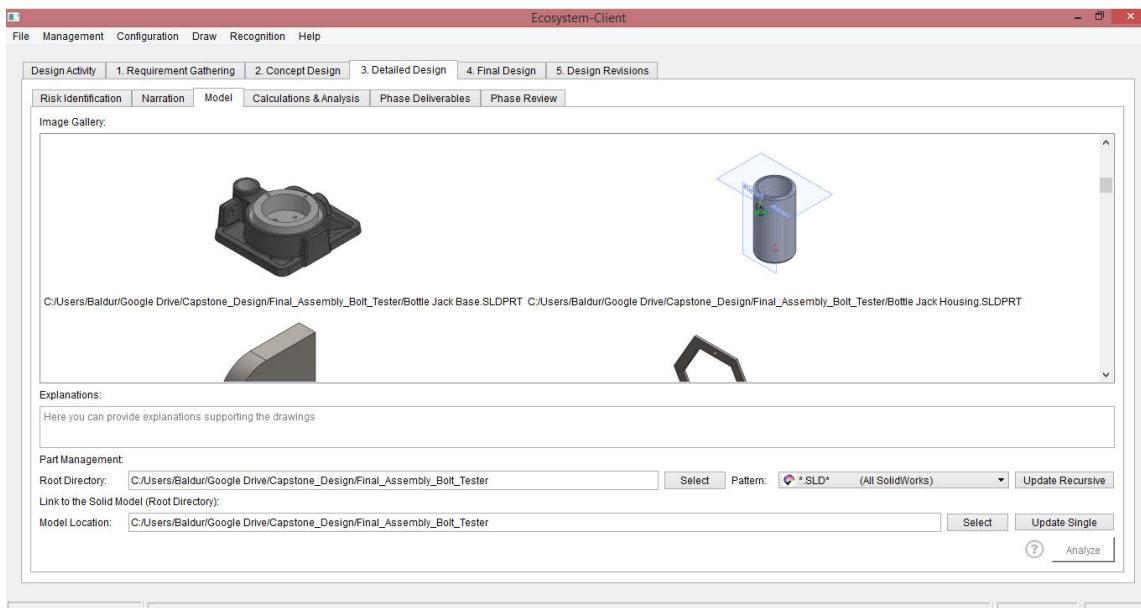 Ecosystem-Client
File Management Configuration Draw Recognition Help
Design Activity 1. Requirement Gathering 2. Concept Design 3. Detailed Design 4. Final Design 5. Design Revisions
Risk Identification Narration Model Calculations & Analysis Phase Deliverables Phase Review
Image Gallery:
C:/Users/Baldur/Google Drive/Capstone_Design/Final_Assembly_Bolt_Tester/Bottle Jack Base.SLDPRT C:/Users/Baldur/Google Drive/Capstone_Design/Final_Assembly_Bolt_Tester/Bottle Jack Housing.SLDPRT
Explanations:
Here you can provide explanations supporting the drawings
Part Management:
Root Directory: C:/Users/Baldur/Google Drive/Capstone_Design/Final_Assembly_Bolt_Tester Select Pattern: *.SLD* (All SolidWorks) Update Recursive
Link to the Solid Model (Root Directory):
Model Location: C:/Users/Baldur/Google Drive/Capstone_Design/Final_Assembly_Bolt_Tester Select Update Single
? Analyze